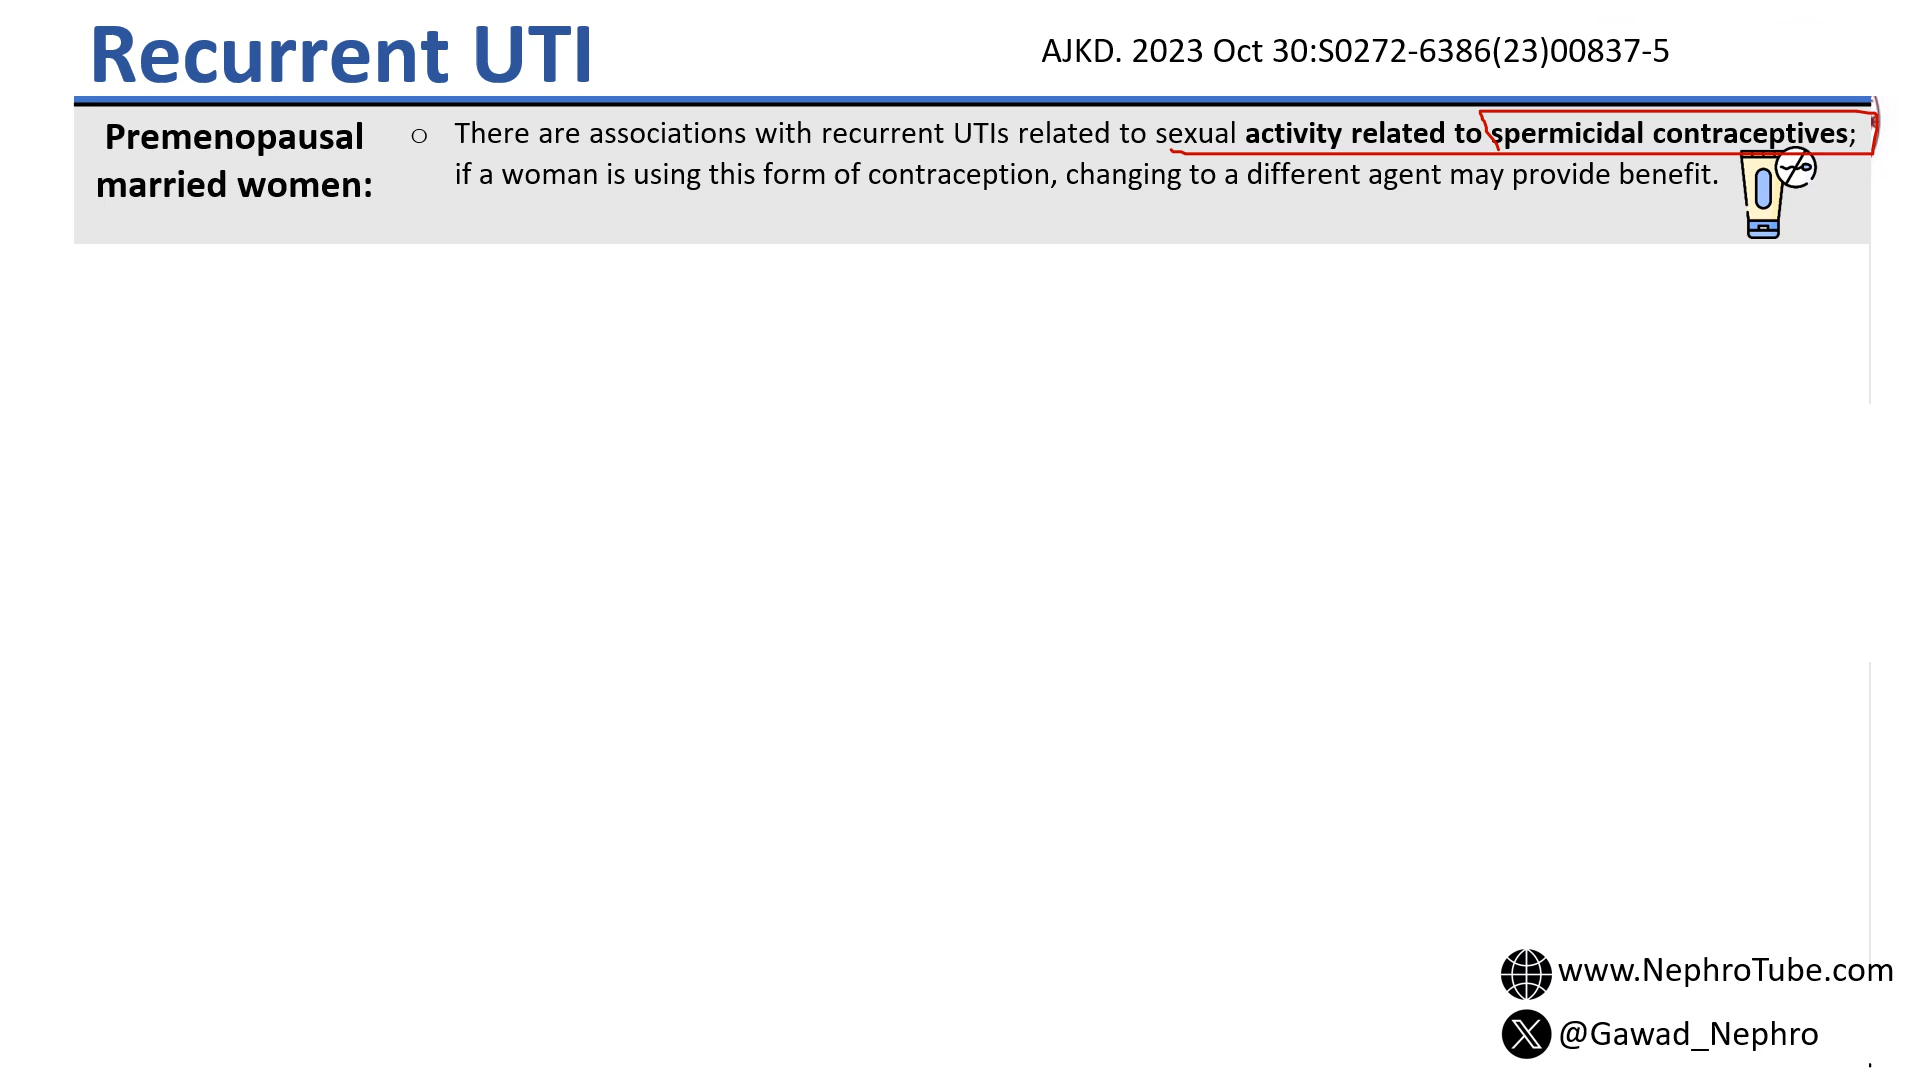 Recurrent UTI
AJKD. 2023 Oct 30:S0272-6386(23)00837-5
Premenopausal
married women:
○ There are associations with recurrent UTIs related to sexual activity related to spermicidal contraceptives;
if a woman is using this form of contraception, changing to a different agent may provide benefit.
www.NephroTube.com
@Gawad_Nephro